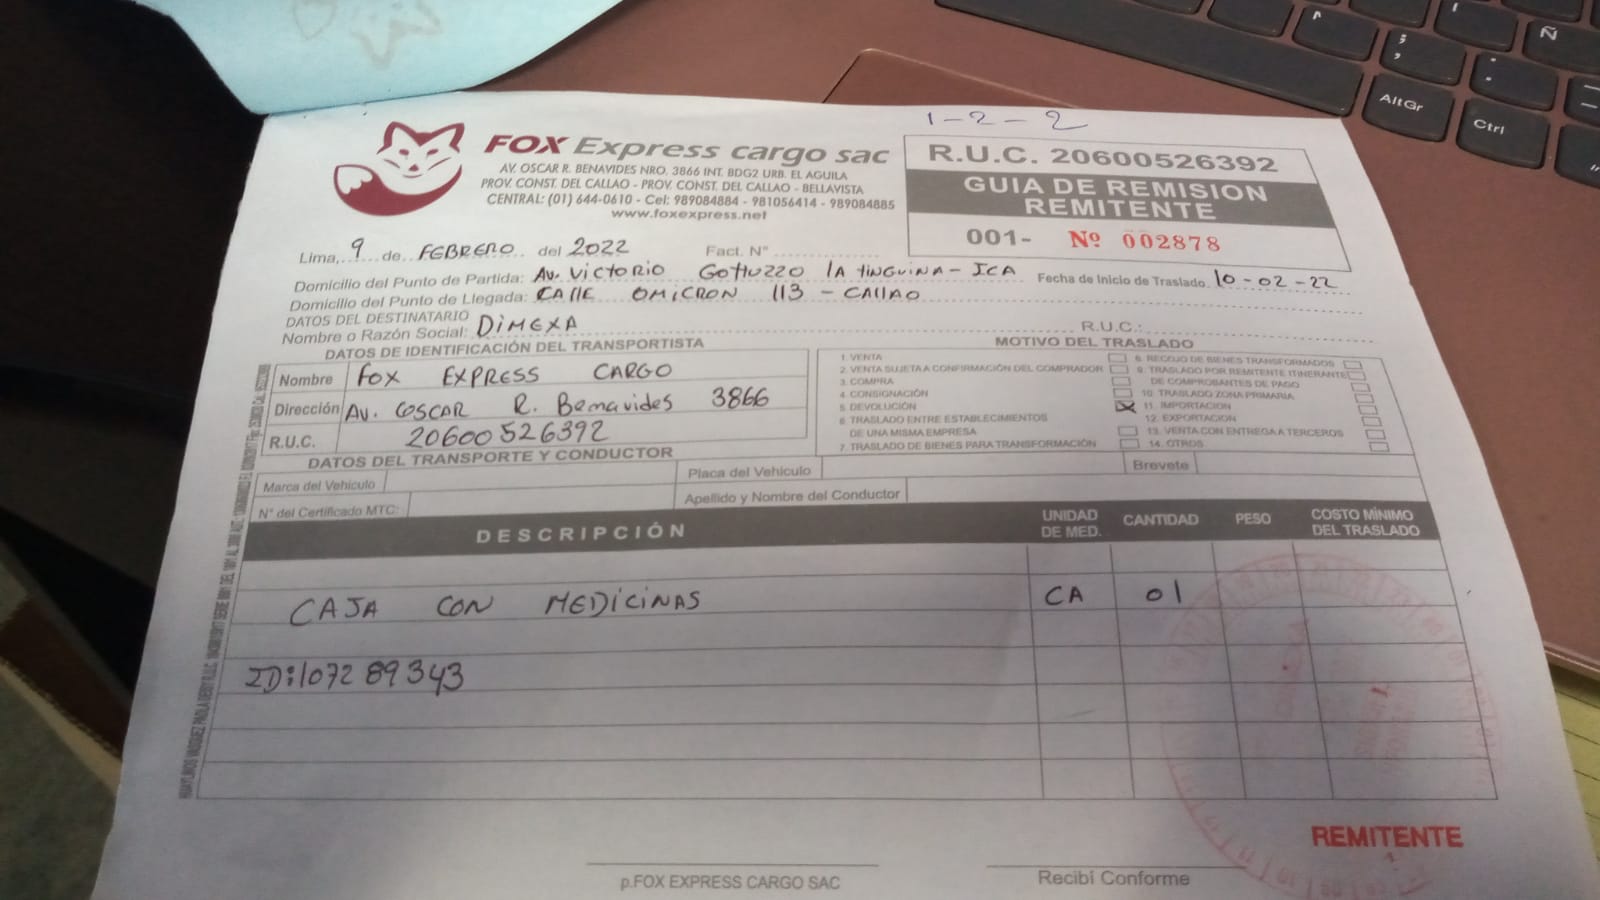 1-2-2
FOX Express cargo sac
AV. OSCAR R. BENAVIDES NRO. 3866 INT. BDG2 URB. EL AGUILA
PROV. CONST. DEL CALLAO - PROV. CONST. DEL CALLAO - BELLAVISTA
CENTRAL: (01) 644-0610 - Cel: 989084884 - 981056414 - 989084885
www.foxexpress.net
R.U.C. 20600526392
GUIA DE REMISION
REMITENTE
001- Nº 002878
Lima, 9 de FEBRERO del 2022 Fact. N°
Domicilio del Punto de Partida: Av. Victorio Gottuzzo la tinguina - ICA Fecha de Inicio de Traslado 10-02-22
Domicilio del Punto de Llegada: CAlle OMICRON 113 - CAllAO
DATOS DEL DESTINATARIO
Nombre o Razón Social: DiMEXA R.U.C.:
DATOS DE IDENTIFICACIÓN DEL TRANSPORTISTA
Nombre FOX EXPRESS CARGO
Dirección Av. COSCAR R. Bemavides 3866
R.U.C. 20600526392
MOTIVO DEL TRASLADO
1. VENTA
2. VENTA SUJETA A CONFIRMACIÓN DEL COMPRADOR
3. COMPRA
4. CONSIGNACIÓN
5. DEVOLUCIÓN
6. TRASLADO ENTRE ESTABLECIMIENTOS
DE UNA MISMA EMPRESA
7. TRASLADO DE BIENES PARA TRANSFORMACIÓN
8. RECOJO DE BIENES TRANSFORMADOS
9. TRASLADO POR REMITENTE ITINERANTE
DE COMPROBANTES DE PAGO
10. TRASLADO ZONA PRIMARIA
11. IMPORTACION
12. EXPORTACION
13. VENTA CON ENTREGA A TERCEROS
14. OTROS
DATOS DEL TRANSPORTE Y CONDUCTOR
Marca del Vehículo Placa del Vehículo Brevete
N° del Certificado MTC: Apellido y Nombre del Conductor
DESCRIPCIÓN UNIDAD DE MED. CANTIDAD PESO COSTO MÍNIMO DEL TRASLADO
CAJA CON MEDICINAS CA 01
ID:107289343
REMITENTE
p.FOX EXPRESS CARGO SAC Recibí Conforme
AltGr
Ctrl
Ñ